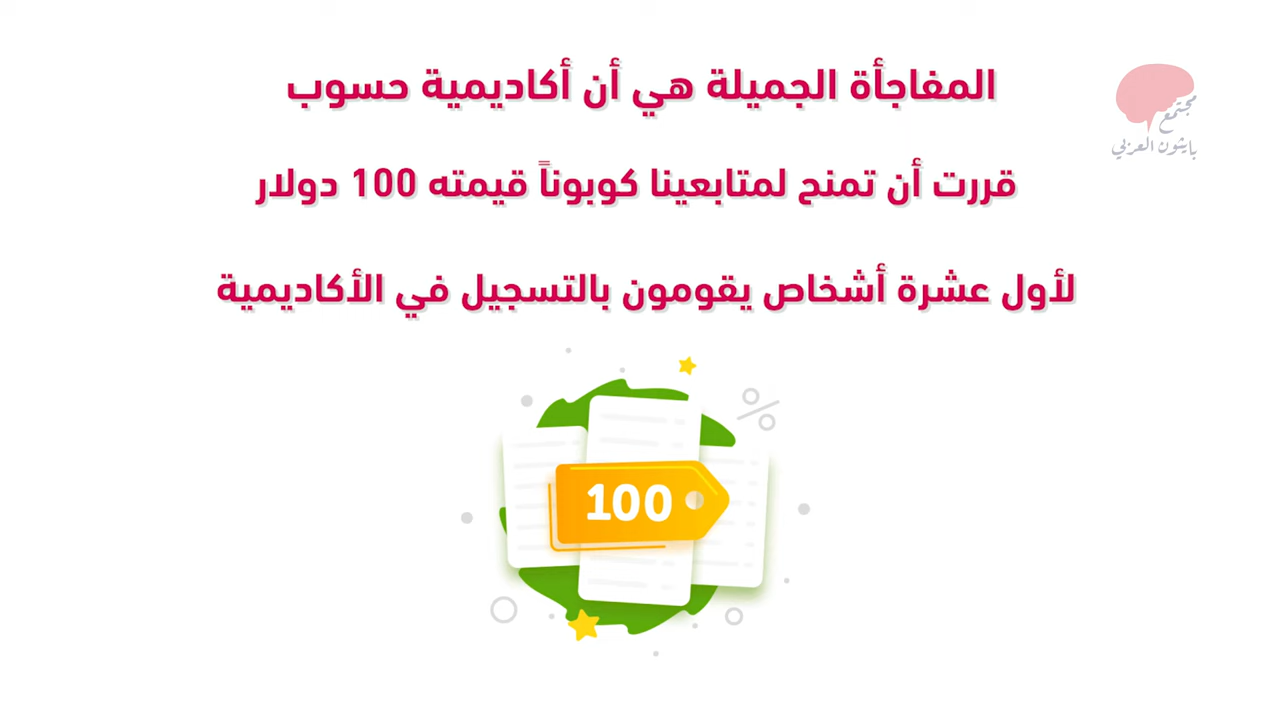 المفاجأة الجميلة هي أن أكاديمية حسوب
قررت أن تمنح لمتابعينا كوبوناً قيمته 100 دولار
لأول عشرة أشخاص يقومون بالتسجيل في الأكاديمية
مجتمع
بايثون العربي
%
100